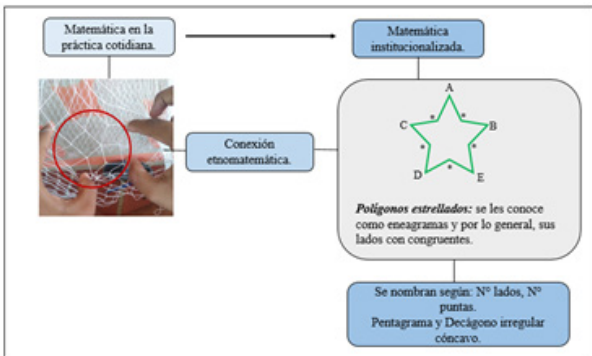 Matemática en la
práctica cotidiana.
Matemática
institucionalizada.
Conexión
etnomatemática.
A
C
B
D
E
Polígonos estrellados: se les conoce
como eneagramas y por lo general, sus
lados con congruentes.
Se nombran según: N° lados, N°
puntas.
Pentagrama y Decágono irregular
cóncavo.